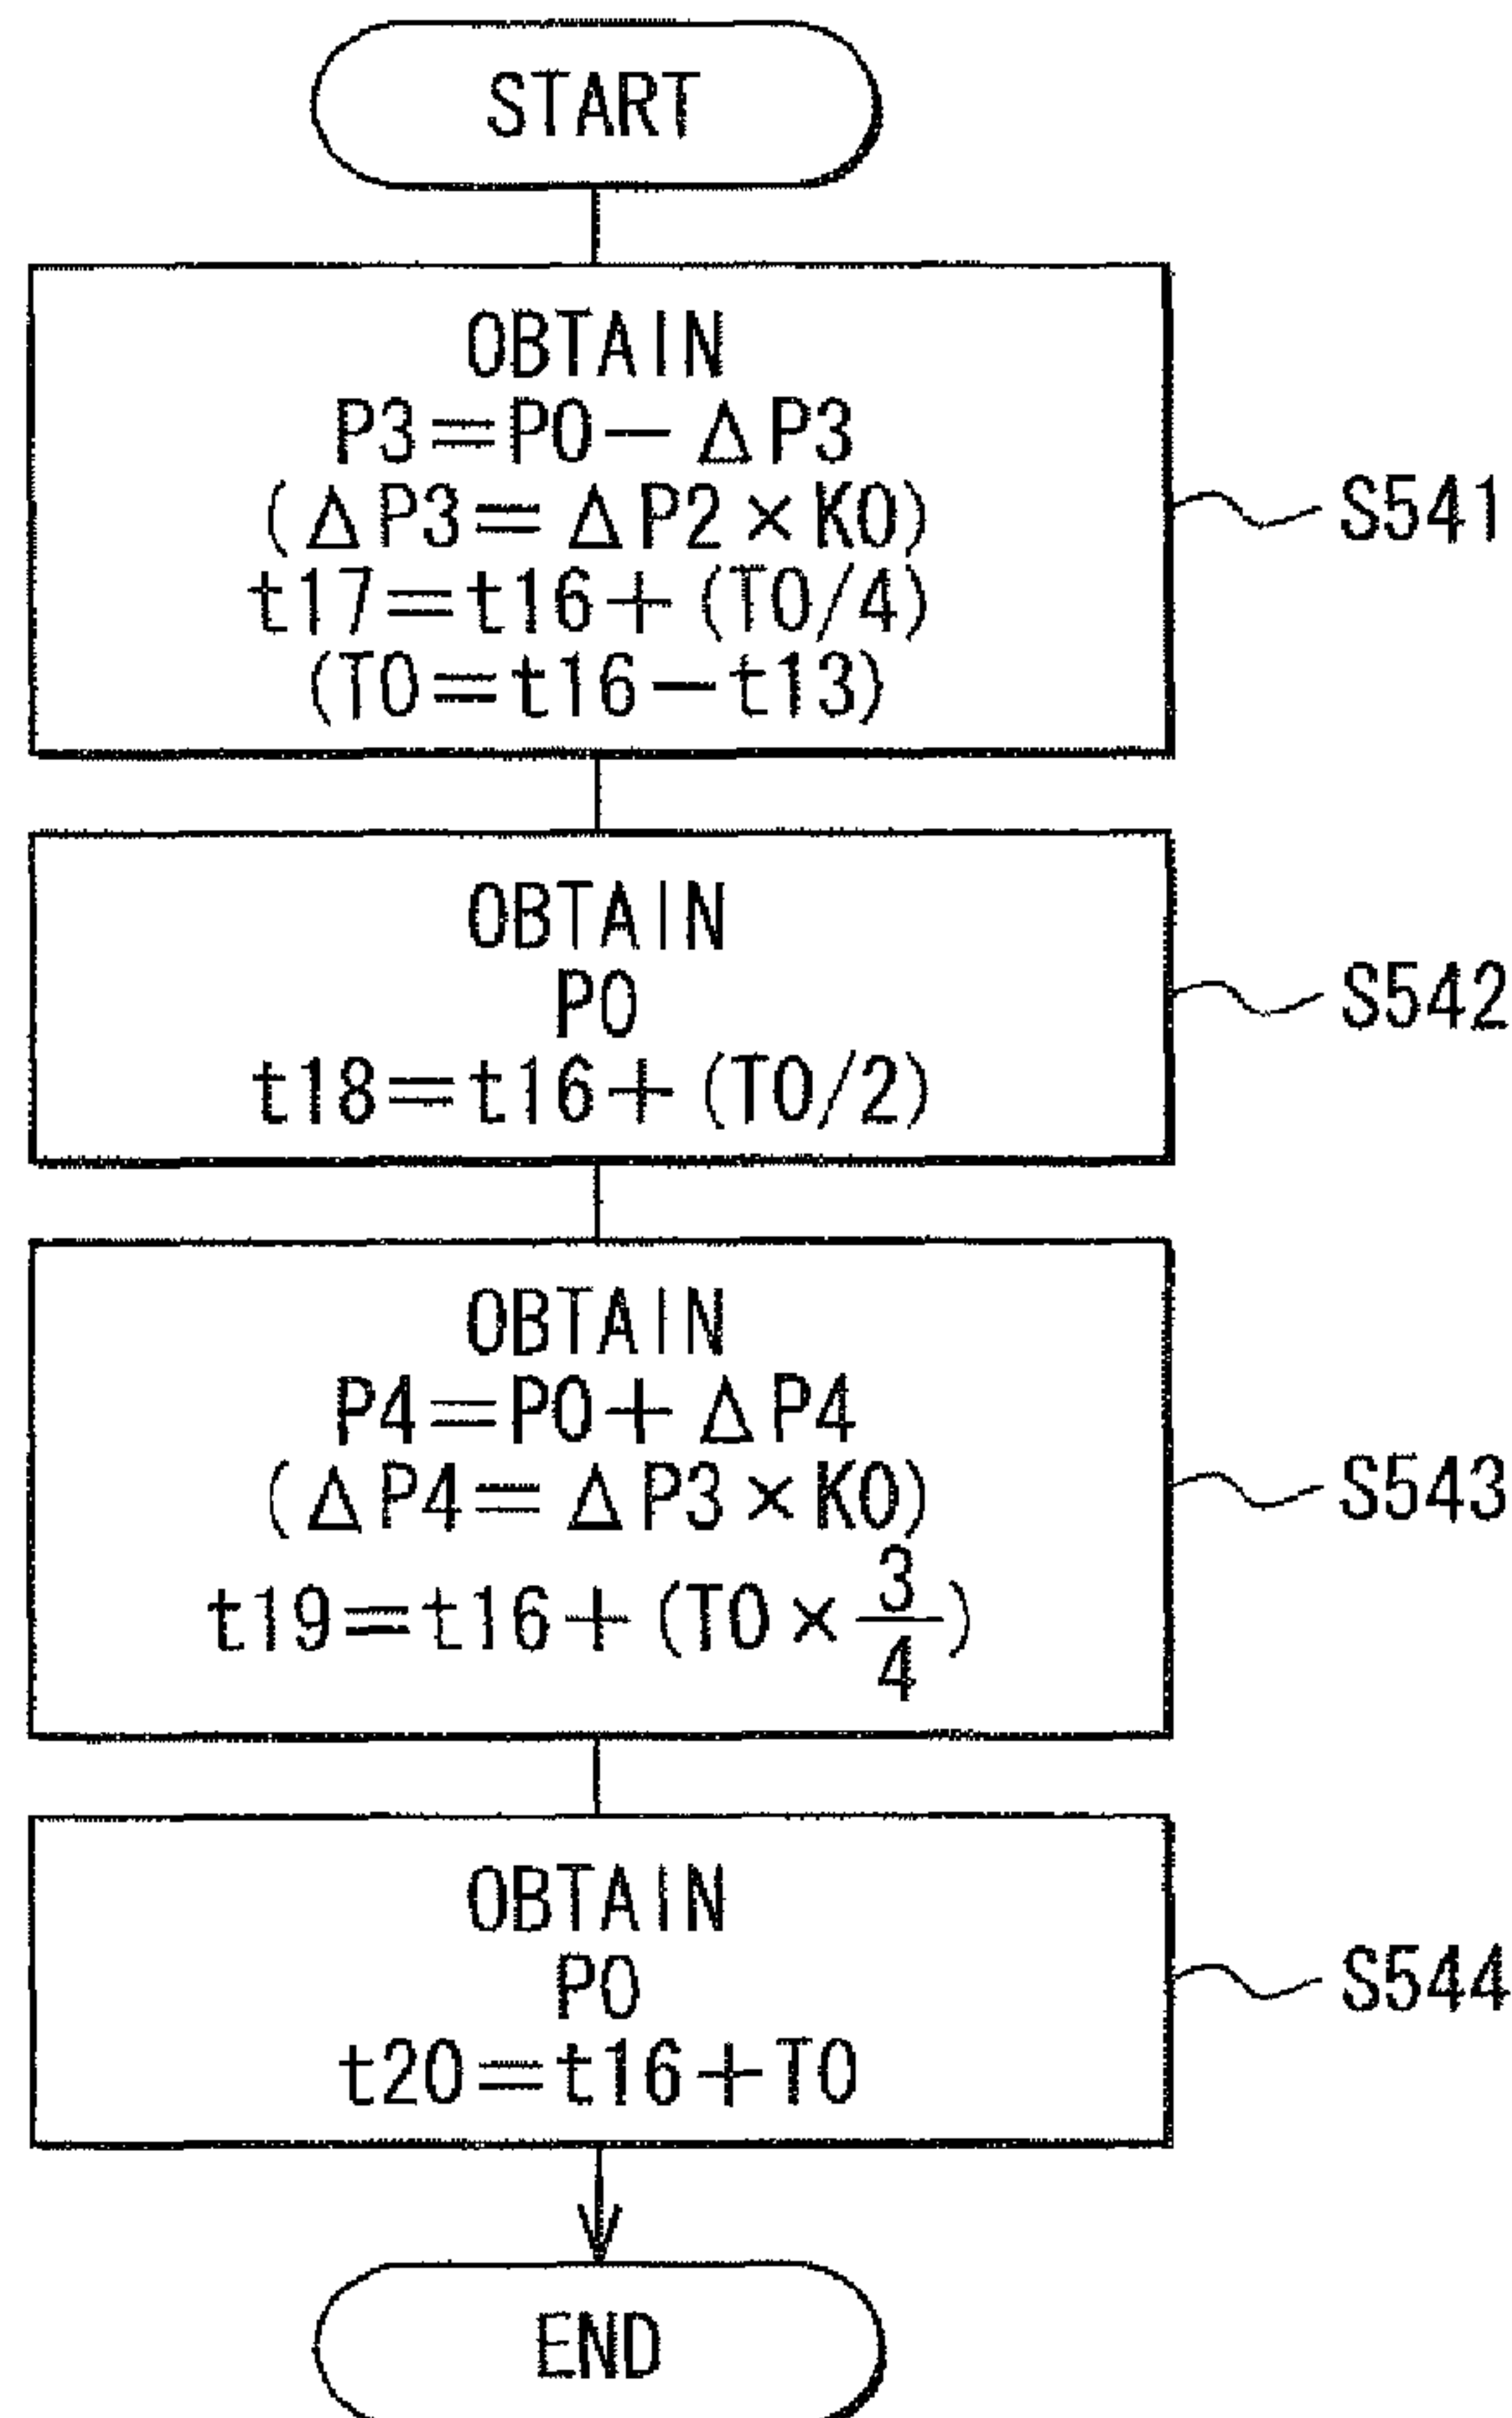 START
OBTAIN
P3=P0-ΔP3
(ΔP3=ΔP2×K0)
t17=t16+(T0/4)
(T0=t16-t13)
S541
OBTAIN
P0
t18=t16+(T0/2)
S542
OBTAIN
P4=P0+ΔP4
(ΔP4=ΔP3×K0)
t19=t16+(T0×3/4)
S543
OBTAIN
P0
t20=t16+T0
S544
END